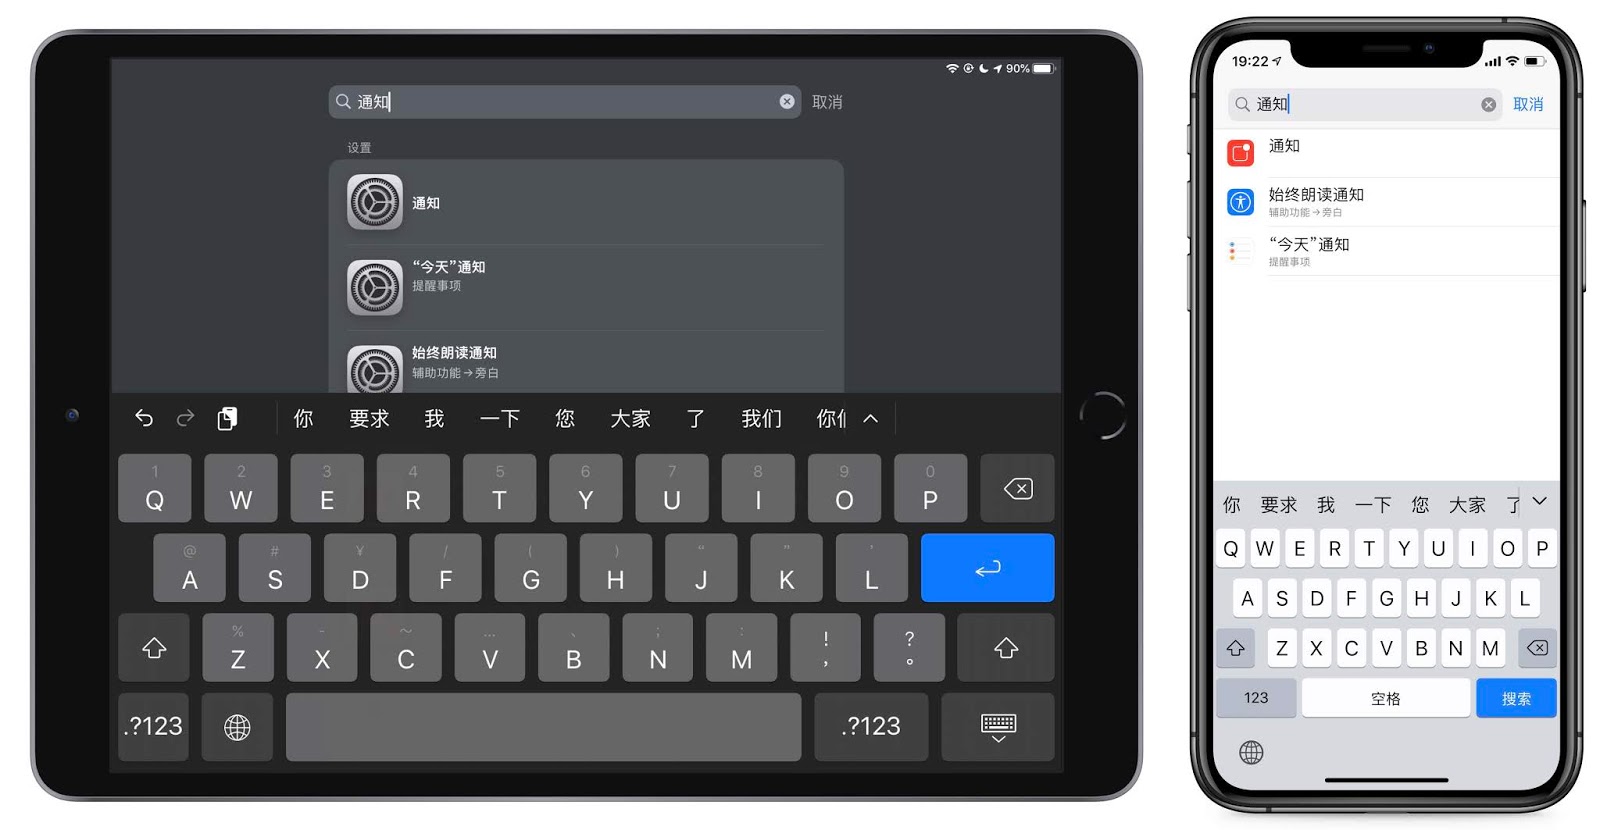 90%
通知 取消
设置
通知
“今天”通知
提醒事项
始终朗读通知
辅助功能→旁白
你 要求 我 一下 您 大家 了 我们
1 2 3 4 5 6 7 8 9 0
Q W E R T Y U I O P
@ # ¥ / ( ) “ ” ’
A S D F G H J K L
% - ~ … 、 ; : ! ?
Z X C V B N M , 。
.?123 .?123
19:22
通知 取消
通知
始终朗读通知
辅助功能→旁白
“今天”通知
提醒事项
你 要求 我 一下 您 大家 了
Q W E R T Y U I O P
A S D F G H J K L
Z X C V B N M
123 空格 搜索